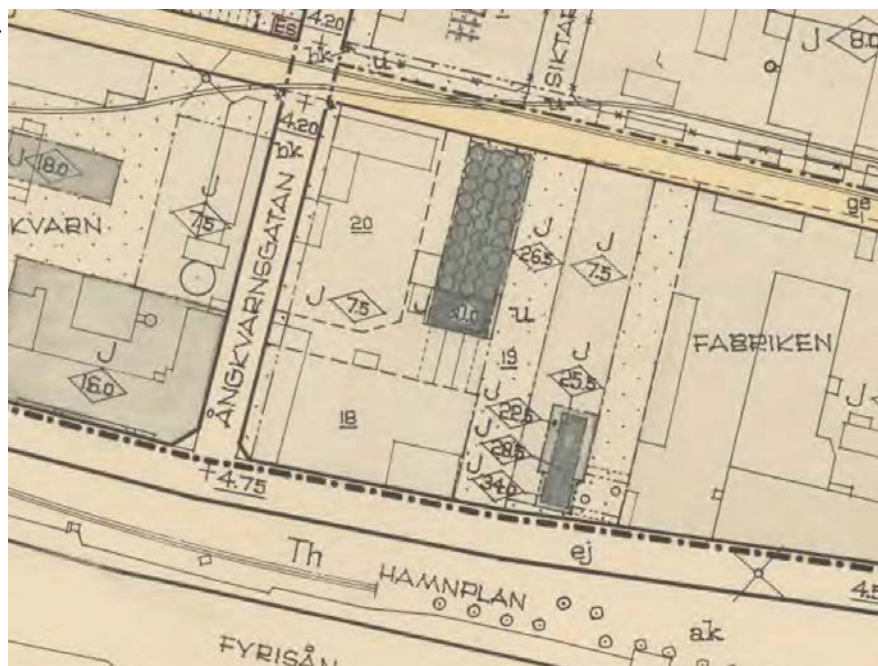 ES
4.20
J
8.0
bk
u
SIKTAR
u
4.20
bk
J
18.0
J
7.5
KVARN
20
J
26.5
J
7.5
ge
J
7.5
J
u
FABRIKEN
ÅNGKVARNSGATAN
19
J
16.0
J
25.5
J
22.5
18
J
28.5
J
34.0
J
4.75
Th
ej
HAMNPLAN
4.5
ak
FYRISÅN